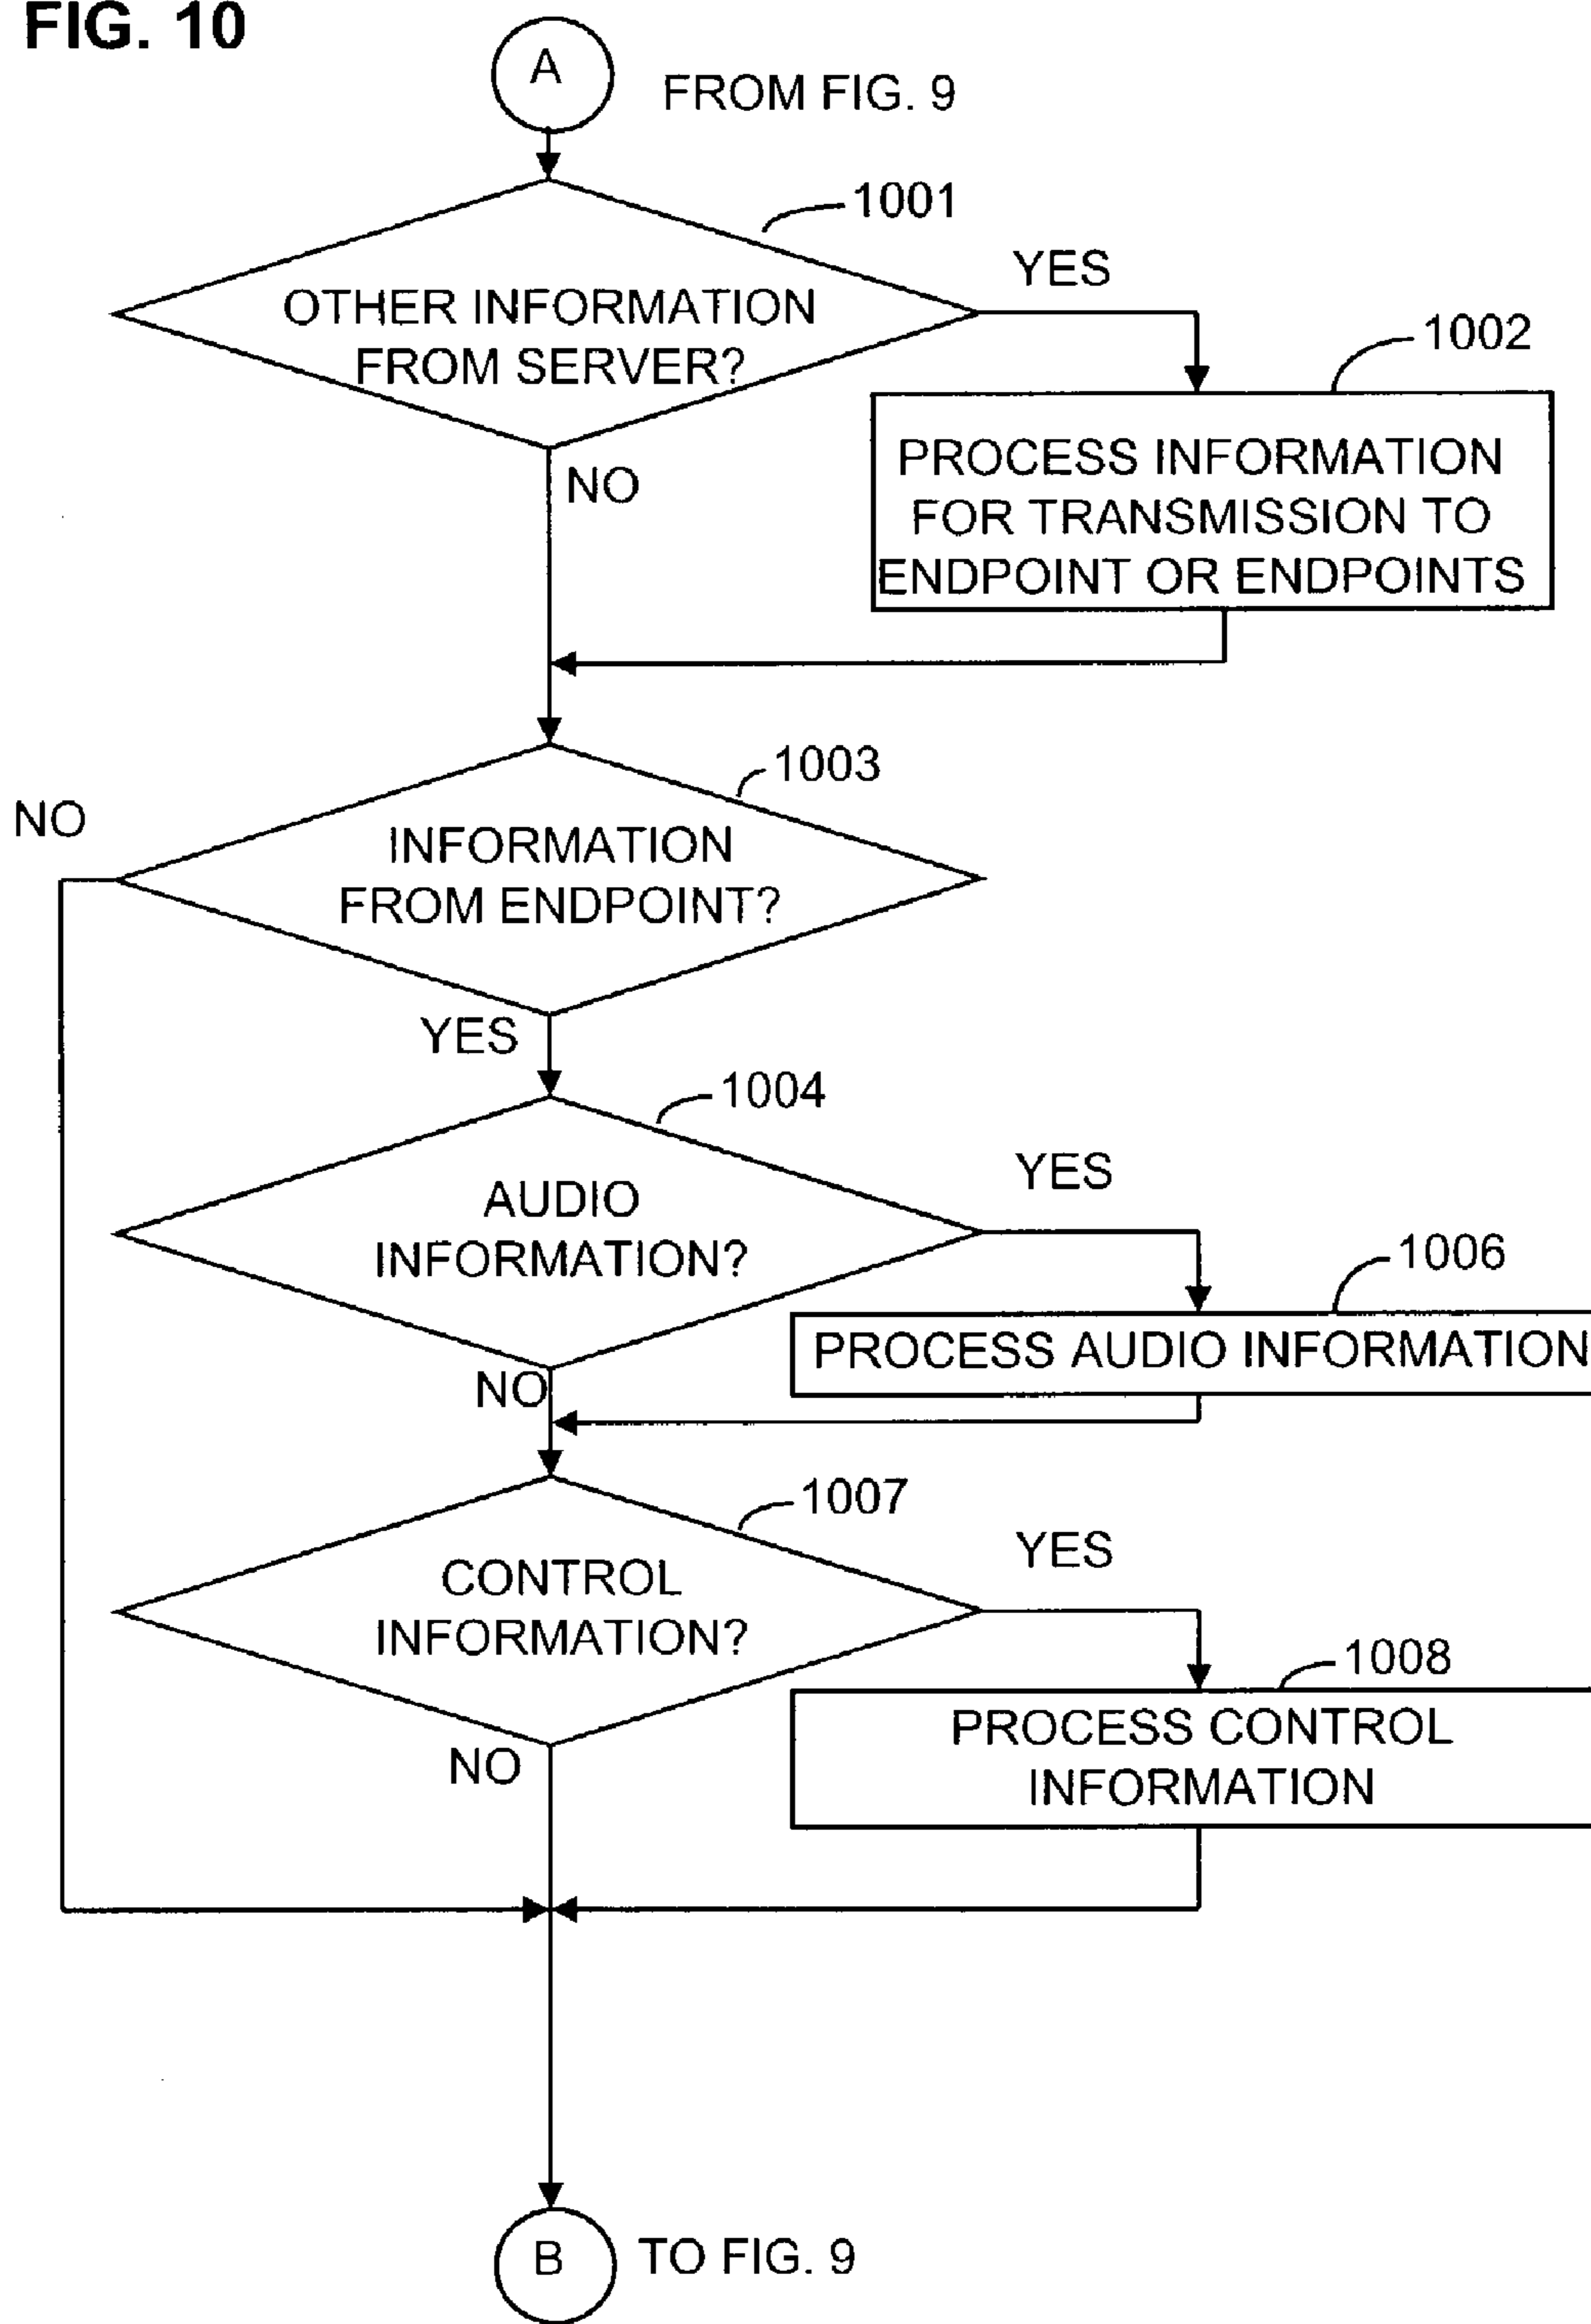 FIG. 10
A
FROM FIG. 9
1001
YES
OTHER INFORMATION
FROM SERVER?
1002
NO
PROCESS INFORMATION
FOR TRANSMISSION TO
ENDPOINT OR ENDPOINTS
1003
NO
INFORMATION
FROM ENDPOINT?
YES
1004
YES
AUDIO
INFORMATION?
1006
PROCESS AUDIO INFORMATION
NO
1007
YES
CONTROL
INFORMATION?
1008
PROCESS CONTROL
INFORMATION
NO
B
TO FIG. 9